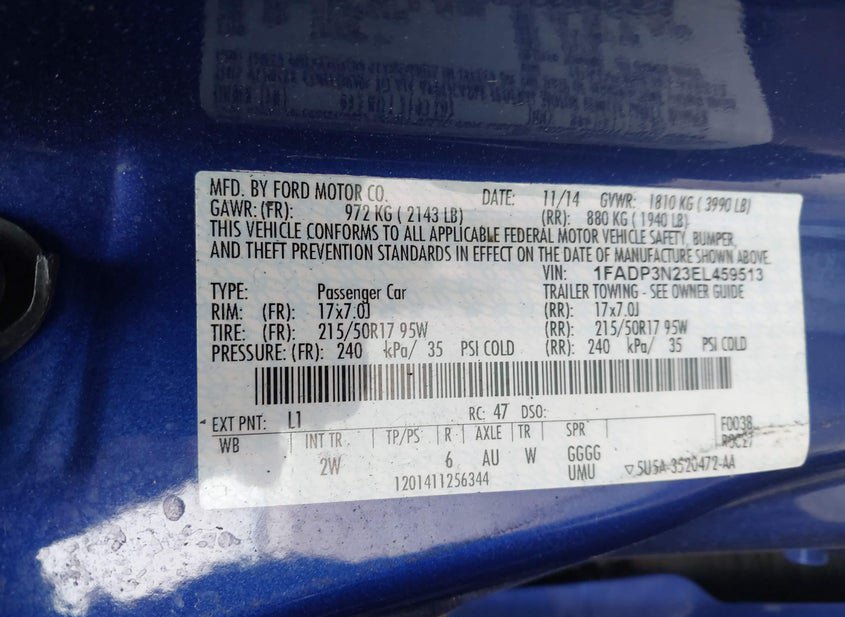 MFD. BY FORD MOTOR CO. DATE: 11/14 GVWR: 1810 KG ( 3990 LB)
GAWR: (FR): 972 KG ( 2143 LB) (RR): 880 KG ( 1940 LB)
THIS VEHICLE CONFORMS TO ALL APPLICABLE FEDERAL MOTOR VEHICLE SAFETY, BUMPER,
AND THEFT PREVENTION STANDARDS IN EFFECT ON THE DATE OF MANUFACTURE SHOWN ABOVE.
VIN: 1FADP3N23EL459513
TYPE: Passenger Car TRAILER TOWING - SEE OWNER GUIDE
RIM: (FR): 17x7.0J (RR): 17x7.0J
TIRE: (FR): 215/50R17 95W (RR): 215/50R17 95W
PRESSURE: (FR): 240 kPa/ 35 PSI COLD (RR): 240 kPa/ 35 PSI COLD
EXT PNT: L1 RC: 47 DSO: F0038
WB INT TR TP/PS R AXLE TR SPR
2W 6 AU W GGGG
1201411256344 UMU ▽5U5A-3520472-AA